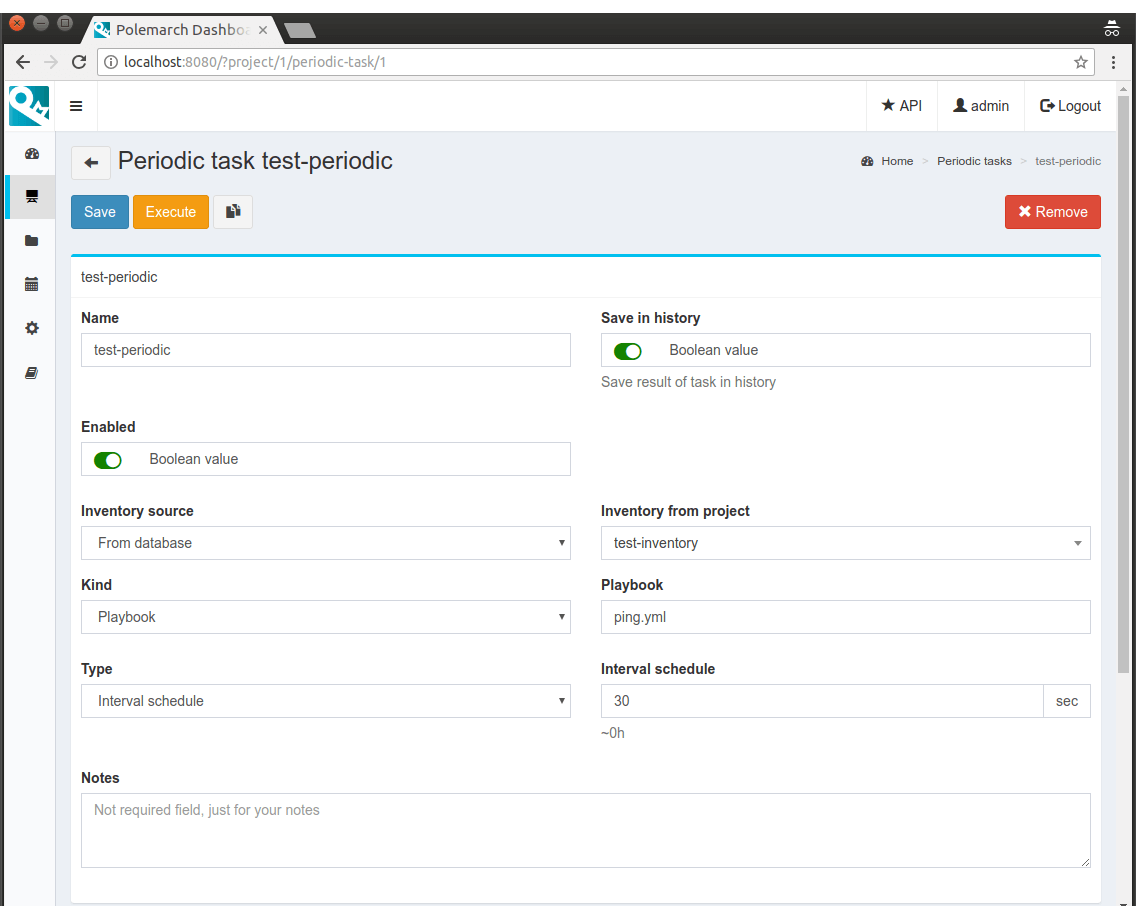 Polemarch Dashboa
localhost:8080/?project/1/periodic-task/1
API admin Logout
Periodic task test-periodic
Home > Periodic tasks > test-periodic
Save Execute Remove
test-periodic
Name Save in history
test-periodic Boolean value
Save result of task in history
Enabled
Boolean value
Inventory source Inventory from project
From database test-inventory
Kind Playbook
Playbook ping.yml
Type Interval schedule
Interval schedule 30 sec
~0h
Notes
Not required field, just for your notes